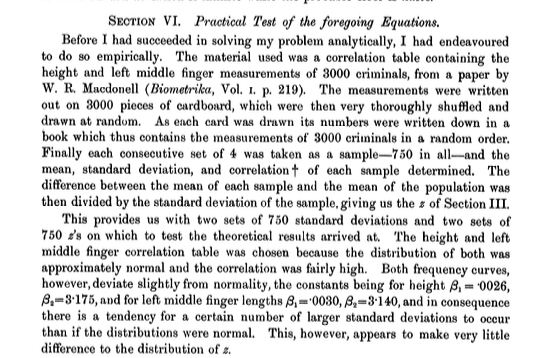 SECTION VI. Practical Test of the foregoing Equations.
Before I had succeeded in solving my problem analytically, I had endeavoured
to do so empirically. The material used was a correlation table containing the
height and left middle finger measurements of 3000 criminals, from a paper by
W. R. Macdonell (Biometrika, Vol. I. p. 219). The measurements were written
out on 3000 pieces of cardboard, which were then very thoroughly shuffled and
drawn at random. As each card was drawn its numbers were written down in a
book which thus contains the measurements of 3000 criminals in a random order.
Finally each consecutive set of 4 was taken as a sample—750 in all—and the
mean, standard deviation, and correlation† of each sample determined. The
difference between the mean of each sample and the mean of the population was
then divided by the standard deviation of the sample, giving us the z of Section III.
This provides us with two sets of 750 standard deviations and two sets of
750 z's on which to test the theoretical results arrived at. The height and left
middle finger correlation table was chosen because the distribution of both was
approximately normal and the correlation was fairly high. Both frequency curves,
however, deviate slightly from normality, the constants being for height β₁ = ·0026,
β₂=3·175, and for left middle finger lengths β₁=·0030, β₂=3·140, and in consequence
there is a tendency for a certain number of larger standard deviations to occur
than if the distributions were normal. This, however, appears to make very little
difference to the distribution of z.